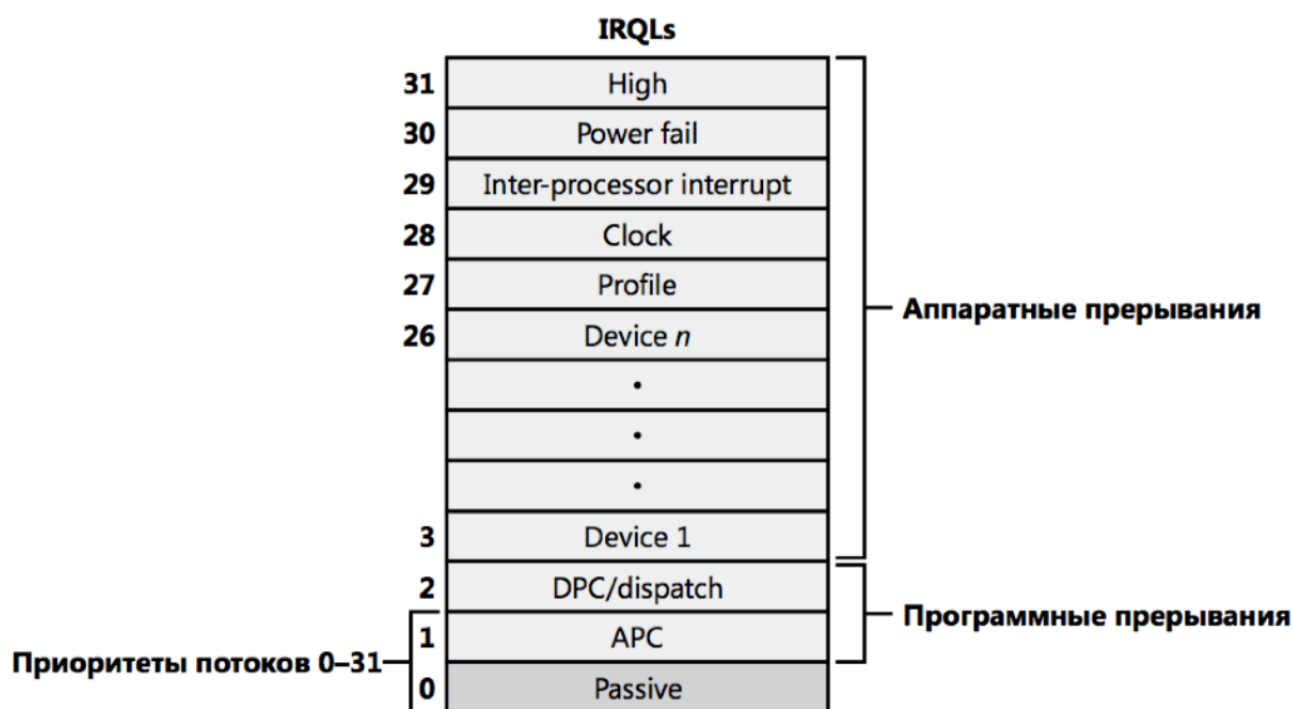 IRQLs
31 High
30 Power fail
29 Inter-processor interrupt
28 Clock
27 Profile
Аппаратные прерывания
26 Device n
•
•
•
3 Device 1
2 DPC/dispatch
Программные прерывания
1 APC
Приоритеты потоков 0–31
0 Passive